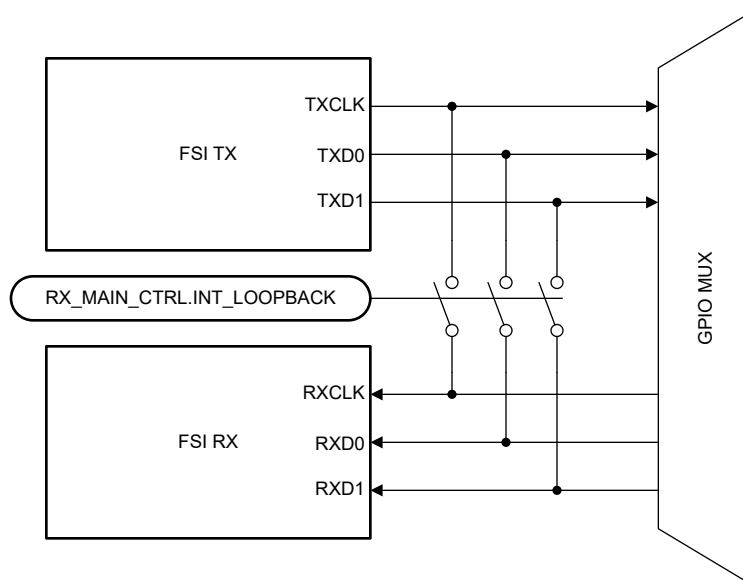 TXCLK
FSI TX
TXD0
TXD1
RX_MAIN_CTRL.INT_LOOPBACK
GPIO MUX
RXCLK
FSI RX
RXD0
RXD1